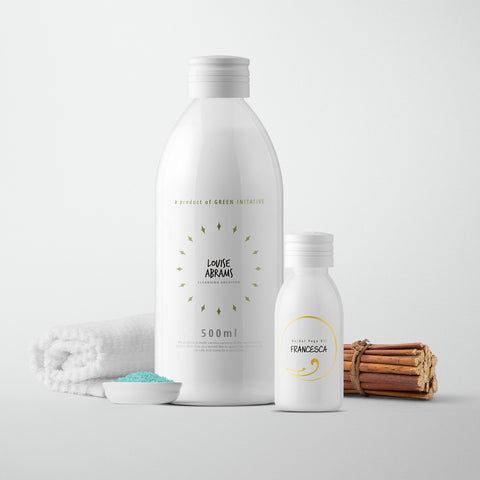 a product of GREEN INITATIVE
LOUISE
ABRAMS
CLEANSING SOLUTION
500ml
Herbal Yoga Oil
FRANCESCA